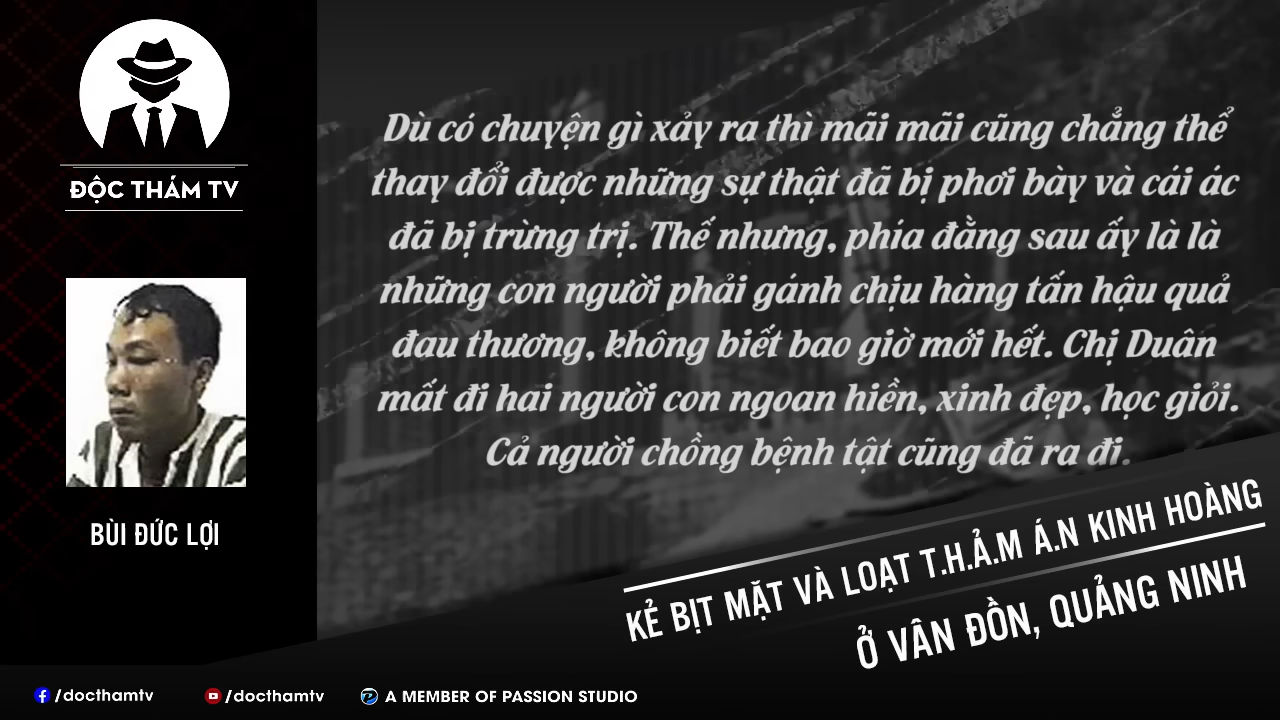 ĐỘC THÁM TV
BÙI ĐỨC LỢI
Dù có chuyện gì xảy ra thì mãi mãi cũng chẳng thể
thay đổi được những sự thật đã bị phơi bày và cái ác
đã bị trừng trị. Thế nhưng, phía đằng sau ấy là là
những con người phải gánh chịu hàng tấn hậu quả
đau thương, không biết bao giờ mới hết. Chị Duân
mất đi hai người con ngoan hiền, xinh đẹp, học giỏi.
Cả người chồng bệnh tật cũng đã ra đi.
KẺ BỊT MẶT VÀ LOẠT T.H.Ả.M Á.N KINH HOÀNG
Ở VÂN ĐỒN, QUẢNG NINH
/docthamtv
/docthamtv
A MEMBER OF PASSION STUDIO